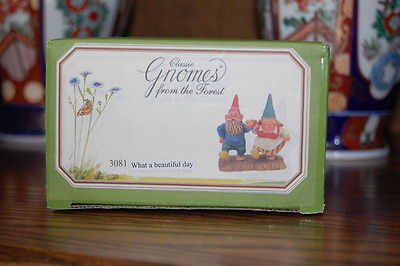 Classic
Gnomes®
from the Forest
3081 What a beautiful day